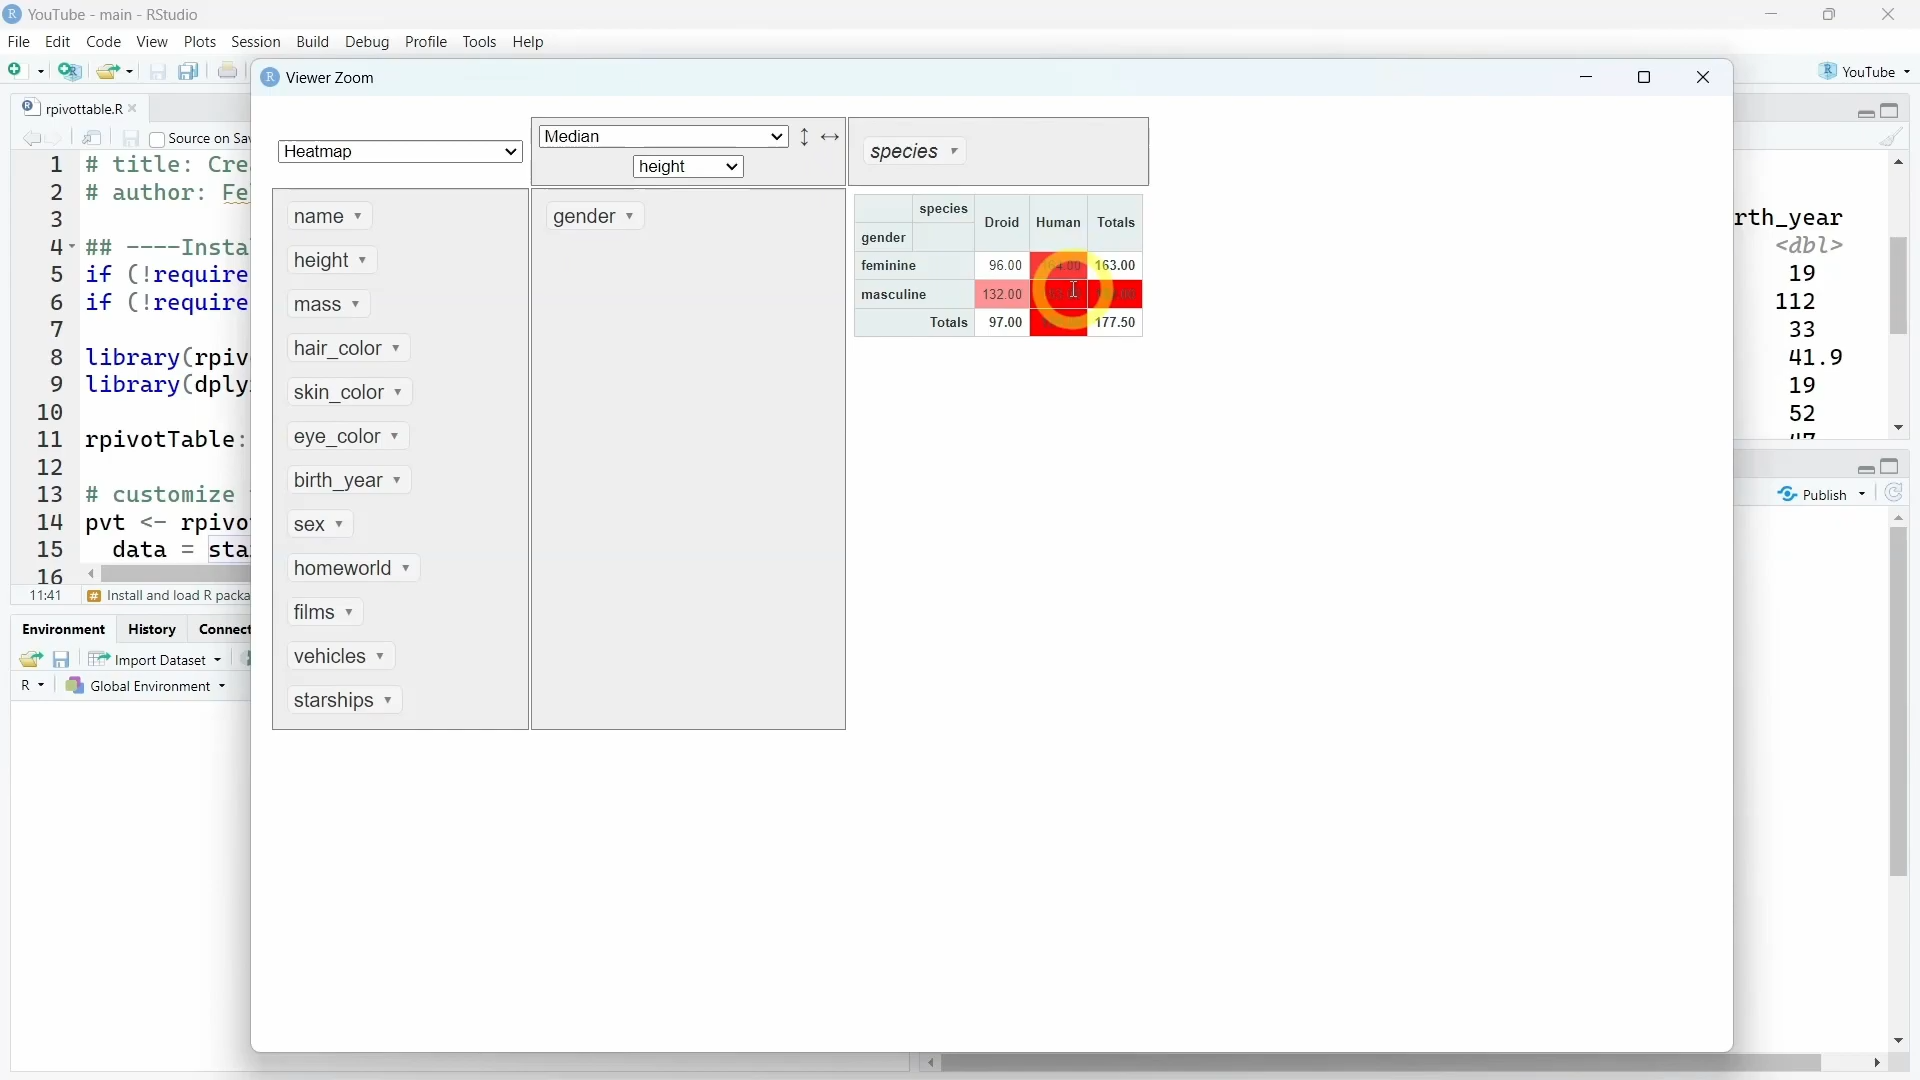 YouTube - main - RStudio
File Edit Code View Plots Session Build Debug Profile Tools Help
YouTube
Viewer Zoom
rpivottable.R
Source on Sav
1 # title: Cre
2 # author: Fe
3
4 ## ----Insta
5 if (!require
6 if (!require
7
8 library(rpiv
9 library(dply
10
11 rpivotTable:
12
13 # customize
14 pvt <- rpivo
15 data = sta
16
11:41 Install and load R packa
Environment History Connect
Import Dataset
R Global Environment
Heatmap
Median
height
species
name
height
mass
hair_color
skin_color
eye_color
birth_year
sex
homeworld
films
vehicles
starships
gender
species Droid Human Totals
gender
feminine 96.00 163.00
masculine 132.00
Totals 97.00 177.50
rth_year
<dbl>
19
112
33
41.9
19
52
Publish